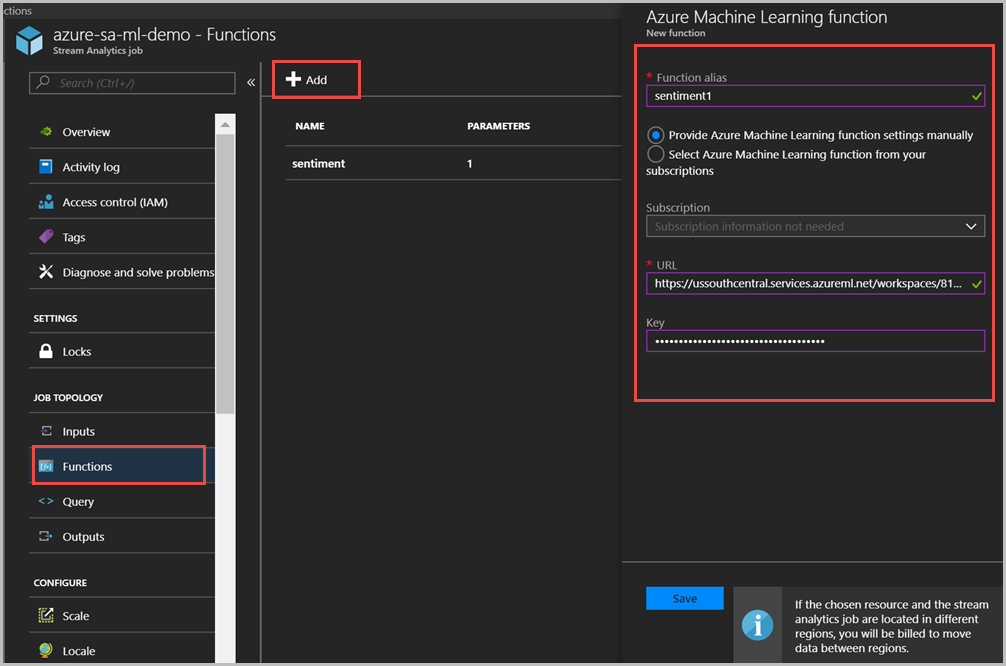 ctions
azure-sa-ml-demo - Functions
Stream Analytics job
Search (Ctrl+/)
«
Overview
Activity log
Access control (IAM)
Tags
Diagnose and solve problems
SETTINGS
Locks
JOB TOPOLOGY
Inputs
Functions
<> Query
Outputs
CONFIGURE
Scale
Locale
Add
NAME PARAMETERS
sentiment 1
Azure Machine Learning function
New function
* Function alias
sentiment1
Provide Azure Machine Learning function settings manually
Select Azure Machine Learning function from your
subscriptions
Subscription
Subscription information not needed
* URL
https://ussouthcentral.services.azureml.net/workspaces/81...
Key
••••••••••••••••••••••••••••••••••••
Save
If the chosen resource and the stream
analytics job are located in different
regions, you will be billed to move
data between regions.